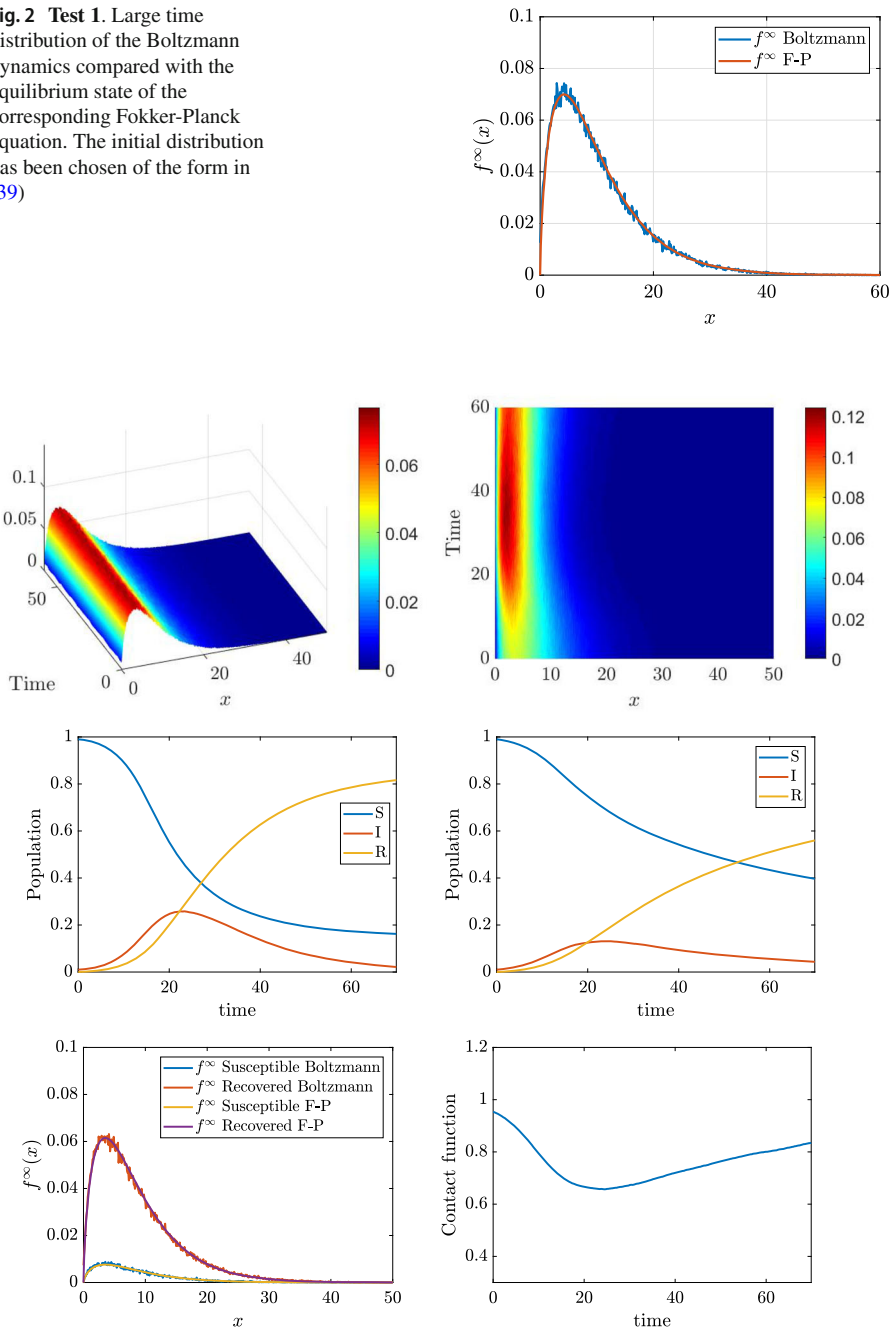 ig. 2 Test 1. Large time
istribution of the Boltzmann
ynamics compared with the
quilibrium state of the
orresponding Fokker-Planck
quation. The initial distribution
as been chosen of the form in
39)
0.1
0.08
0.06
0.04
0.02
0
f∞(x)
f∞ Boltzmann
f∞ F-P
0 20 40 60
x
0.1
0.05
0
50
Time
0 0
20
40
x
0.06
0.04
0.02
0
60
40
20
0
Time
0 10 20 30 40 50
x
0.12
0.1
0.08
0.06
0.04
0.02
0
1
0.8
0.6
0.4
0.2
0
Population
S
I
R
0 20 40 60
time
1
0.8
0.6
0.4
0.2
0
Population
S
I
R
0 20 40 60
time
0.1
0.08
0.06
0.04
0.02
0
f∞(x)
f∞ Susceptible Boltzmann
f∞ Recovered Boltzmann
f∞ Susceptible F-P
f∞ Recovered F-P
0 10 20 30 40 50
x
1.2
1
0.8
0.6
0.4
Contact function
0 20 40 60
time